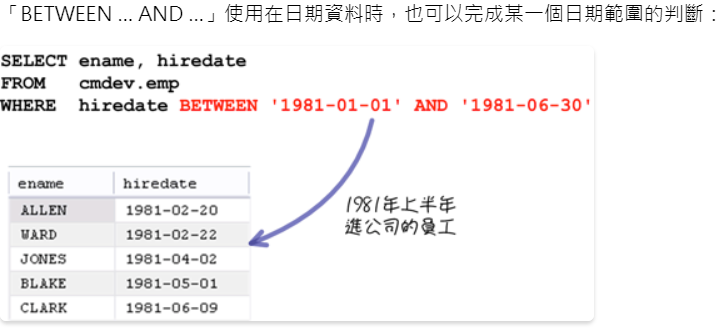 「BETWEEN … AND …」使用在日期資料時，也可以完成某一個日期範圍的判斷：
SELECT ename, hiredate
FROM cmdev.emp
WHERE hiredate BETWEEN '1981-01-01' AND '1981-06-30'
ename hiredate
ALLEN 1981-02-20
WARD 1981-02-22
JONES 1981-04-02
BLAKE 1981-05-01
CLARK 1981-06-09
1981年上半年
進公司的員工